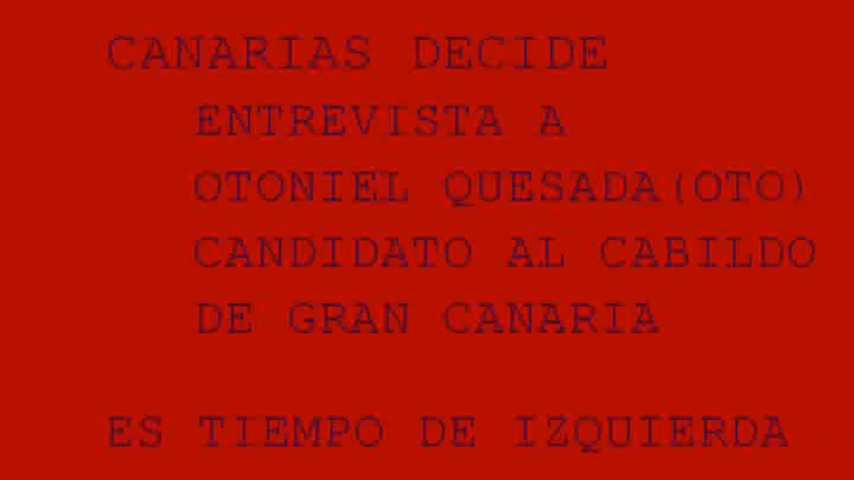 CANARIAS DECIDE
ENTREVISTA A
OTONIEL QUESADA(OTO)
CANDIDATO AL CABILDO
DE GRAN CANARIA
ES TIEMPO DE IZQUIERDA